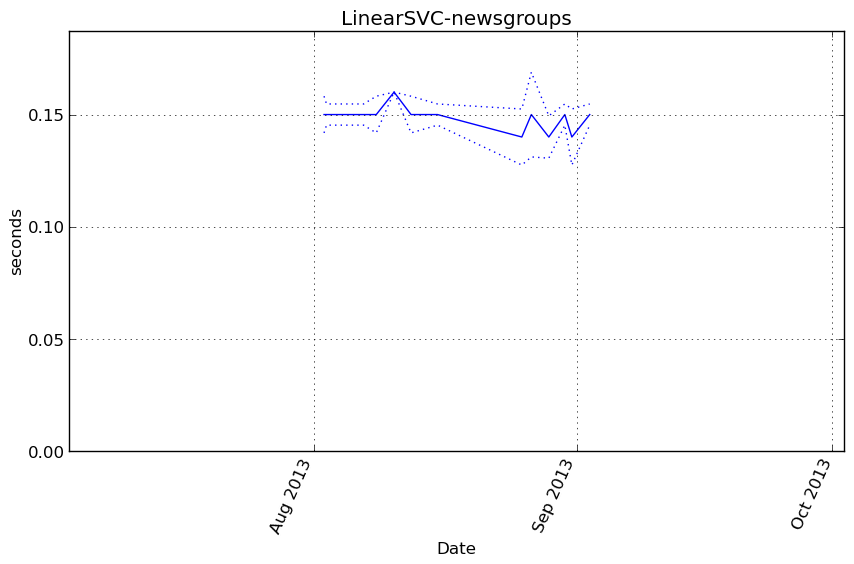 LinearSVC-newsgroups
0.15
0.10
0.05
0.00
seconds
Aug 2013
Sep 2013
Oct 2013
Date